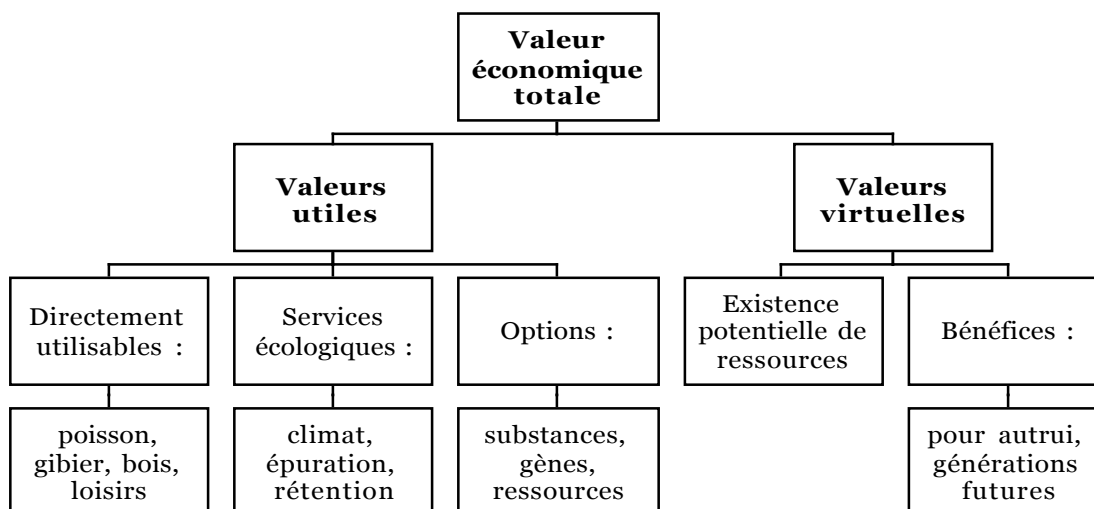 Valeur
économique
totale
Valeurs
utiles
Valeurs
virtuelles
Directement
utilisables :
Services
écologiques :
Options :
Existence
potentielle de
ressources
Bénéfices :
poisson,
gibier, bois,
loisirs
climat,
épuration,
rétention
substances,
gènes,
ressources
pour autrui,
générations
futures